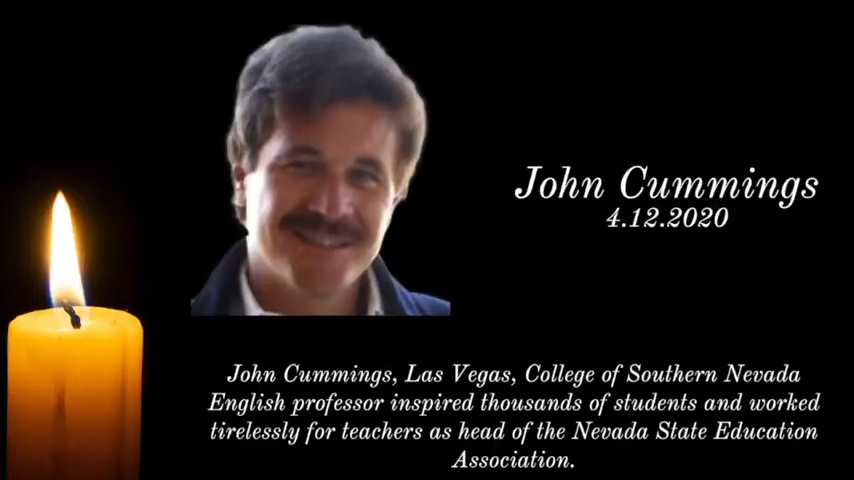 John Cummings
4.12.2020
John Cummings, Las Vegas, College of Southern Nevada
English professor inspired thousands of students and worked
tirelessly for teachers as head of the Nevada State Education
Association.